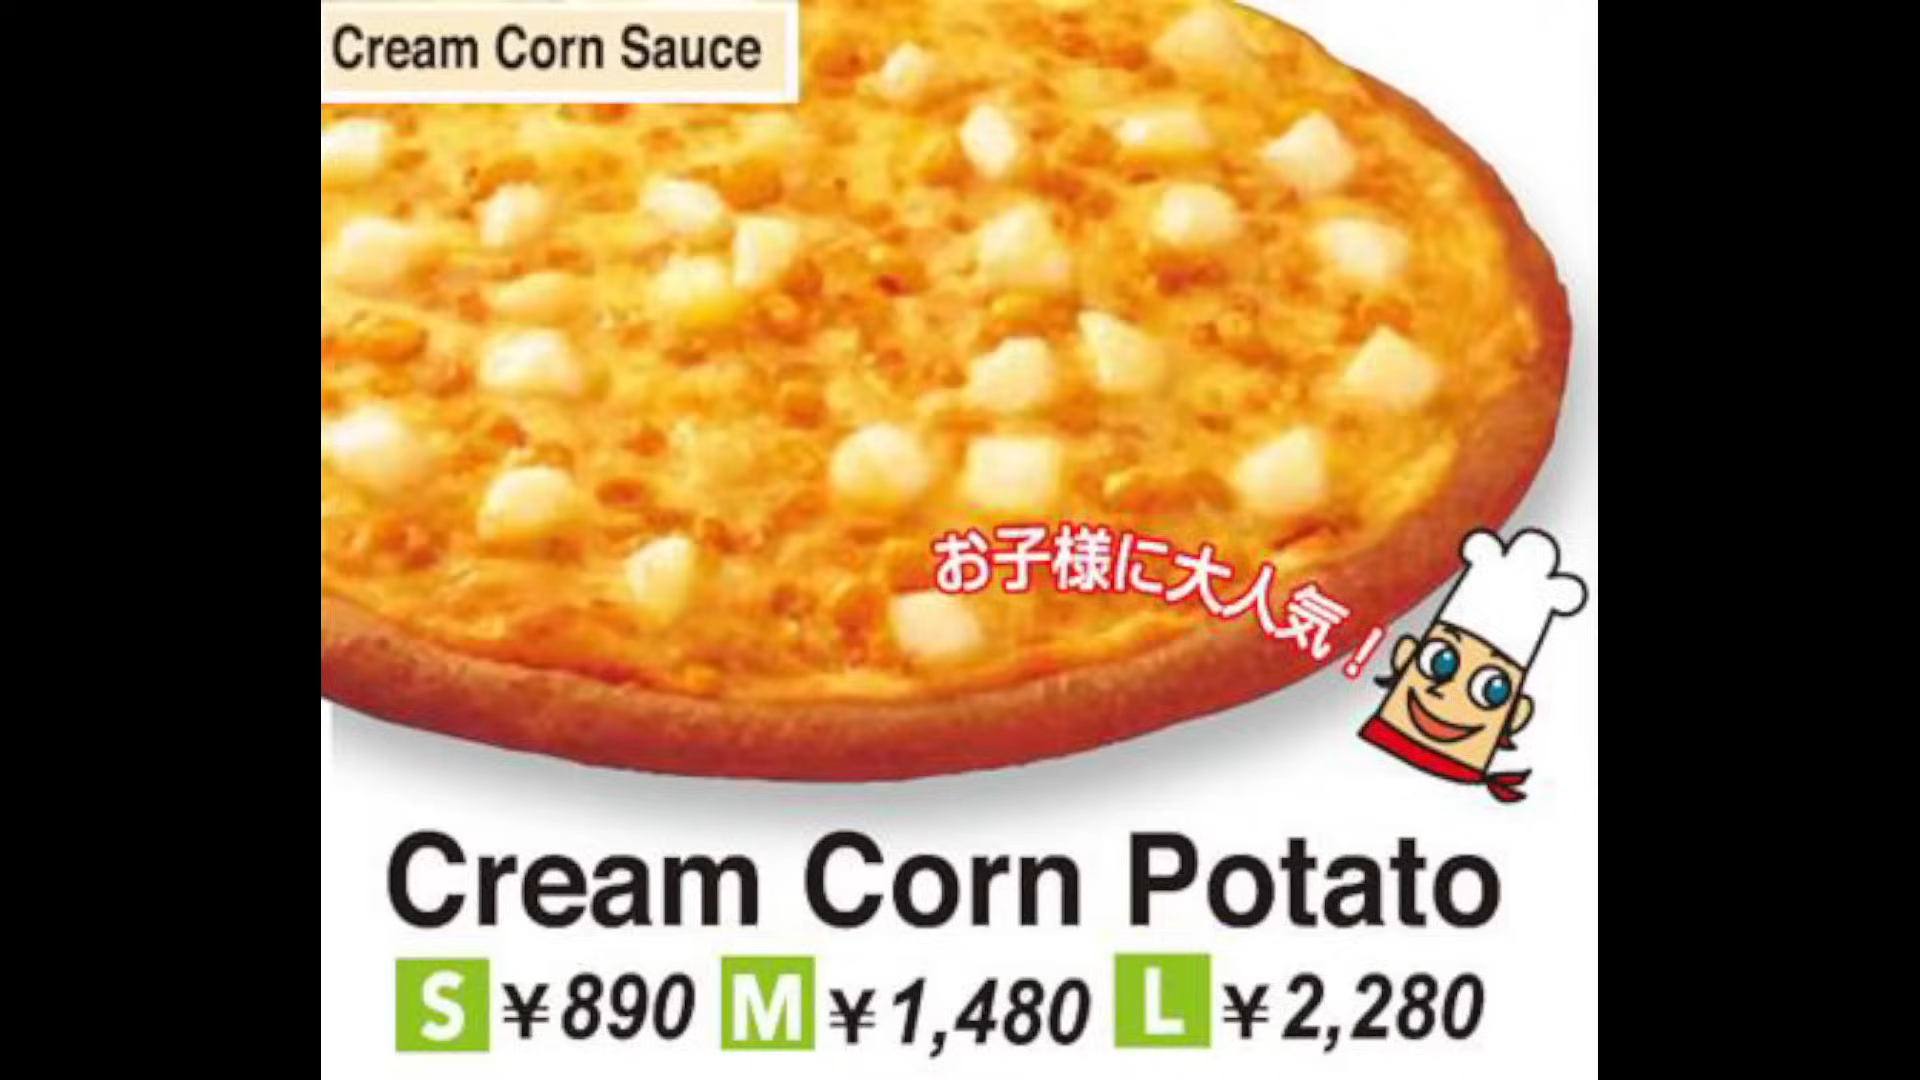 Cream Corn Sauce
お子様に大人気!
Cream Corn Potato
S ¥890 M ¥1,480 L ¥2,280